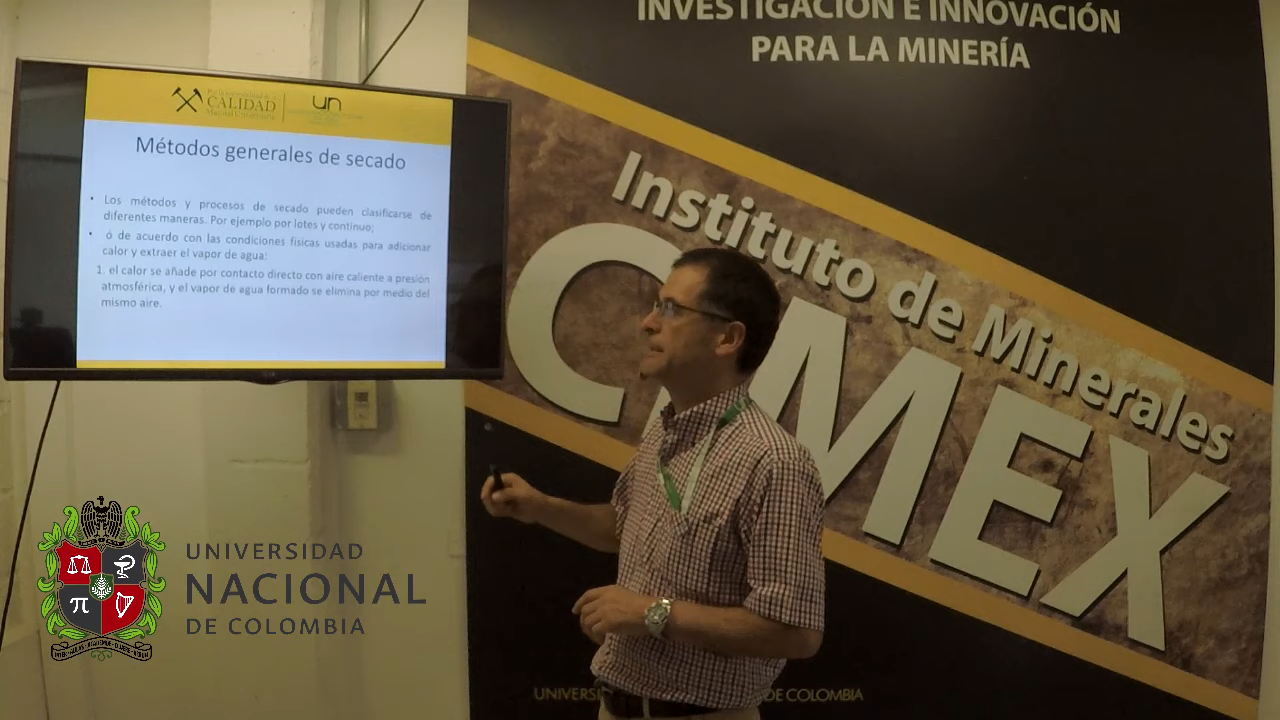 INVESTIGACIÓN E INNOVACIÓN
PARA LA MINERÍA
CALIDAD
un
Métodos generales de secado
• Los métodos y procesos de secado pueden clasificarse de
diferentes maneras. Por ejemplo por lotes y continuo;
• o de acuerdo con las condiciones físicas usadas para adicionar
calor y extraer el vapor de agua:
1. el calor se añade por contacto directo con aire caliente a presión
atmosférica, y el vapor de agua formado se elimina por medio del
mismo aire.
Instituto de Minerales
CIMEX
UNIVERSIDAD
NACIONAL
DE COLOMBIA
π
UNIVERSI
DE COLOMBIA